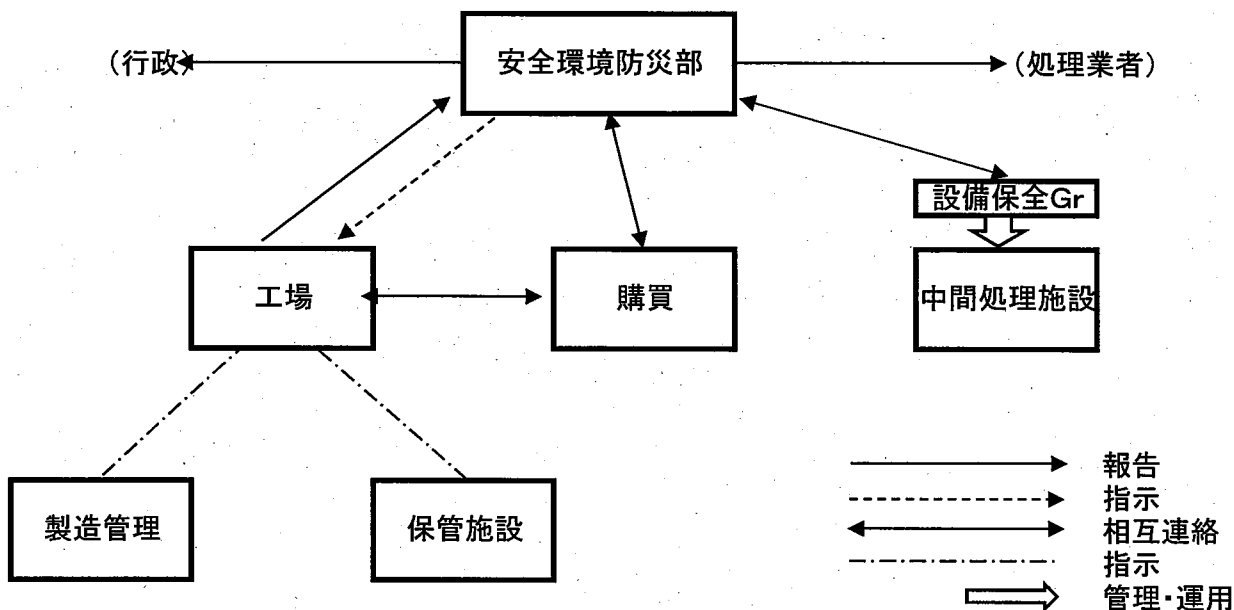 安全環境防災部
(行政)
(処理業者)
設備保全Gr
工場
購買
中間処理施設
製造管理
保管施設
報告
指示
相互連絡
指示
管理・運用